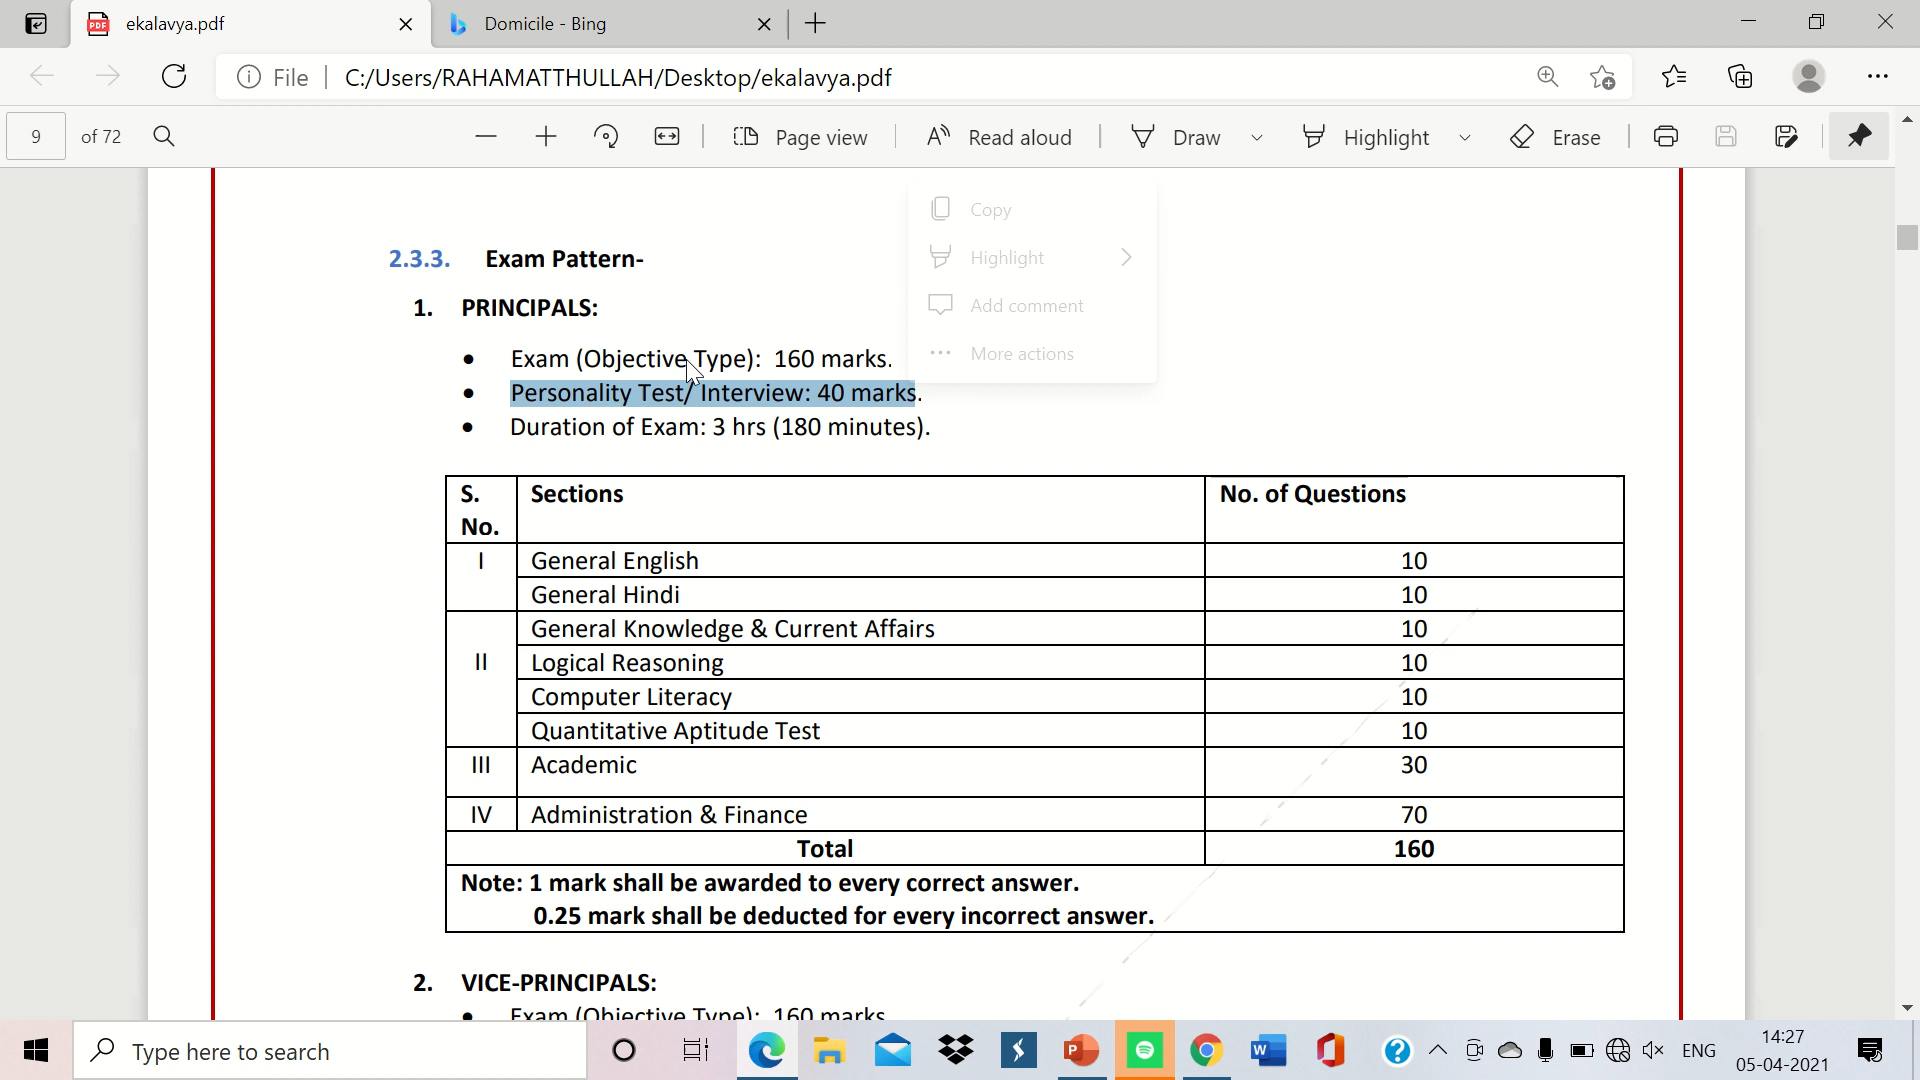 ekalavya.pdf
Domicile - Bing
File
C:/Users/RAHAMATTHULLAH/Desktop/ekalavya.pdf
9 of 72
Page view
Read aloud
Draw
Highlight
Erase
Copy
Highlight
Add comment
More actions
2.3.3. Exam Pattern-
1. PRINCIPALS:
• Exam (Objective Type): 160 marks.
• Personality Test/ Interview: 40 marks.
• Duration of Exam: 3 hrs (180 minutes).
S. No. Sections No. of Questions
I General English 10
General Hindi 10
General Knowledge & Current Affairs 10
II Logical Reasoning 10
Computer Literacy 10
Quantitative Aptitude Test 10
III Academic 30
IV Administration & Finance 70
Total 160
Note: 1 mark shall be awarded to every correct answer.
0.25 mark shall be deducted for every incorrect answer.
2. VICE-PRINCIPALS:
• Exam (Objective Type): 160 marks
Type here to search
ENG
14:27
05-04-2021